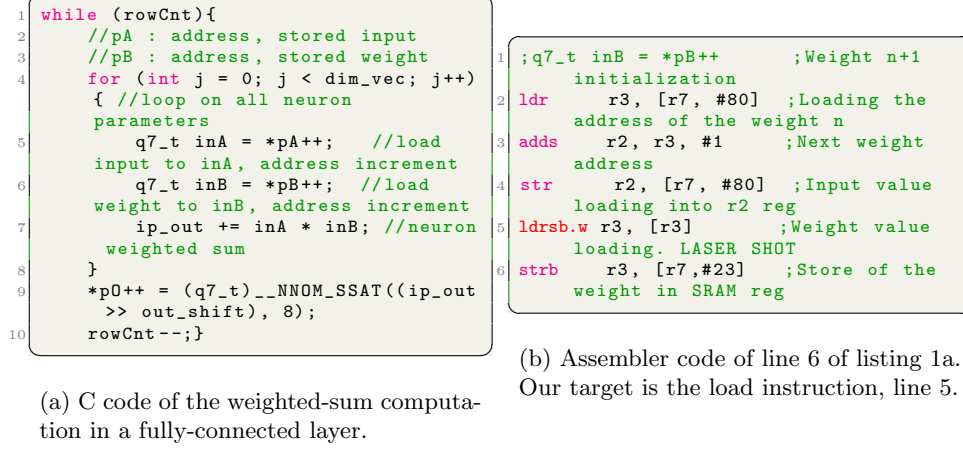 1 while (rowCnt){
2 //pA : address, stored input
3 //pB : address, stored weight
4 for (int j = 0; j < dim_vec; j++)
{ //loop on all neuron
parameters
5 q7_t inA = *pA++; //load
input to inA, address increment
6 q7_t inB = *pB++; //load
weight to inB, address increment
7 ip_out += inA * inB; //neuron
weighted sum
8 }
9 *pO++ = (q7_t)__NNOM_SSAT((ip_out
>> out_shift), 8);
10 rowCnt--;}
(a) C code of the weighted-sum computa-
tion in a fully-connected layer.
1 ;q7_t inB = *pB++ ;Weight n+1
initialization
2 ldr r3, [r7, #80] ;Loading the
address of the weight n
3 adds r2, r3, #1 ;Next weight
address
4 str r2, [r7, #80] ;Input value
loading into r2 reg
5 ldrsb.w r3, [r3] ;Weight value
loading. LASER SHOT
6 strb r3, [r7,#23] ;Store of the
weight in SRAM reg
(b) Assembler code of line 6 of listing 1a.
Our target is the load instruction, line 5.